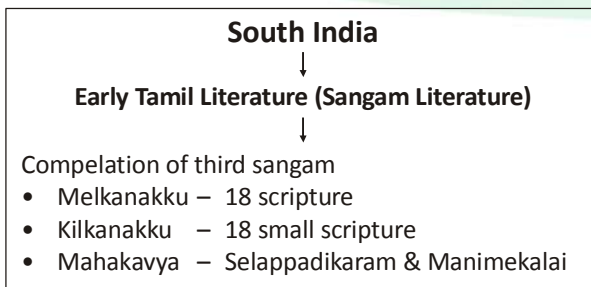 South India
↓
Early Tamil Literature (Sangam Literature)
↓
Compelation of third sangam
• Melkanakku – 18 scripture
• Kilkanakku – 18 small scripture
• Mahakavya – Selappadikaram & Manimekalai